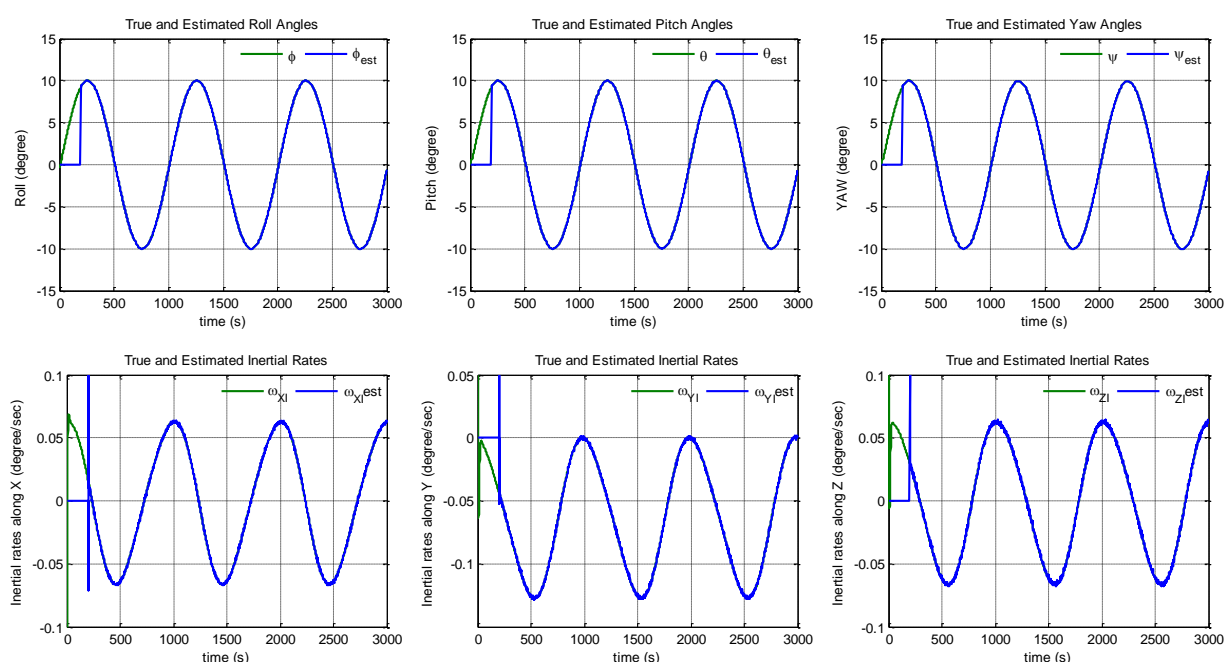 True and Estimated Roll Angles
15
10
5
0
-5
-10
-15
Roll (degree)
ϕ ϕest
0 500 1000 1500 2000 2500 3000
time (s)
True and Estimated Pitch Angles
15
10
5
0
-5
-10
-15
Pitch (degree)
θ θest
0 500 1000 1500 2000 2500 3000
time (s)
True and Estimated Yaw Angles
15
10
5
0
-5
-10
-15
YAW (degree)
ψ ψest
0 500 1000 1500 2000 2500 3000
time (s)
True and Estimated Inertial Rates
0.1
0.05
0
-0.05
-0.1
Inertial rates along X (degree/sec)
ωXI ωXIest
0 500 1000 1500 2000 2500 3000
time (s)
True and Estimated Inertial Rates
0.05
0
-0.05
-0.1
Inertial rates along Y (degree/sec)
ωYI ωYIest
0 500 1000 1500 2000 2500 3000
time (s)
True and Estimated Inertial Rates
0.1
0.05
0
-0.05
-0.1
Inertial rates along Z (degree/sec)
ωZI ωZIest
0 500 1000 1500 2000 2500 3000
time (s)